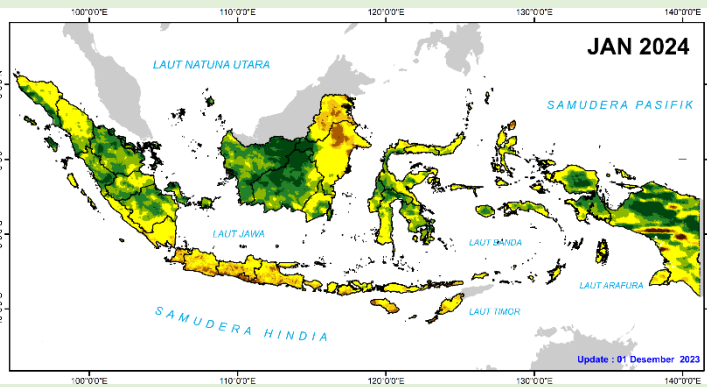 100°0'0"E 110°0'0"E 120°0'0"E 130°0'0"E 140°0'0"E
JAN 2024
LAUT NATUNA UTARA
SAMUDERA PASIFIK
LAUT JAWA
LAUT BANDA
LAUT ARAFURA
LAUT TIMOR
SAMUDERA HINDIA
Update : 01 Desember 2023
100°0'0"E 110°0'0"E 120°0'0"E 130°0'0"E 140°0'0"E